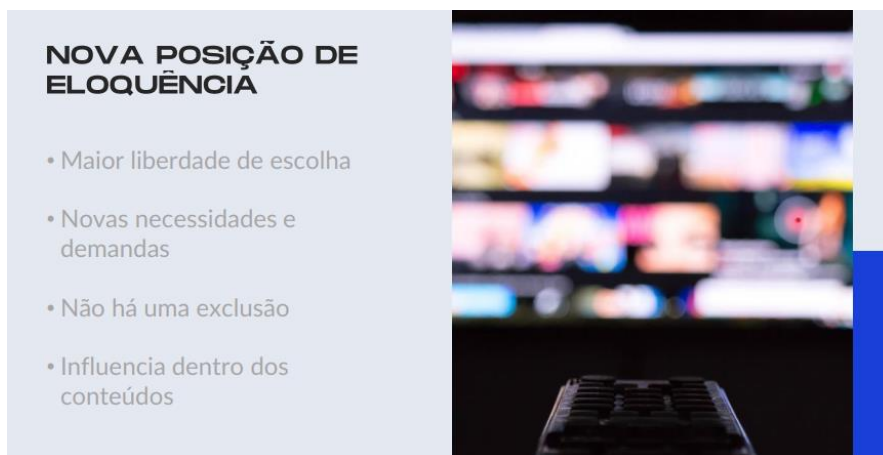 NOVA POSIÇÃO DE
ELOQUÊNCIA
• Maior liberdade de escolha
• Novas necessidades e
demandas
• Não há uma exclusão
• Influencia dentro dos
conteúdos